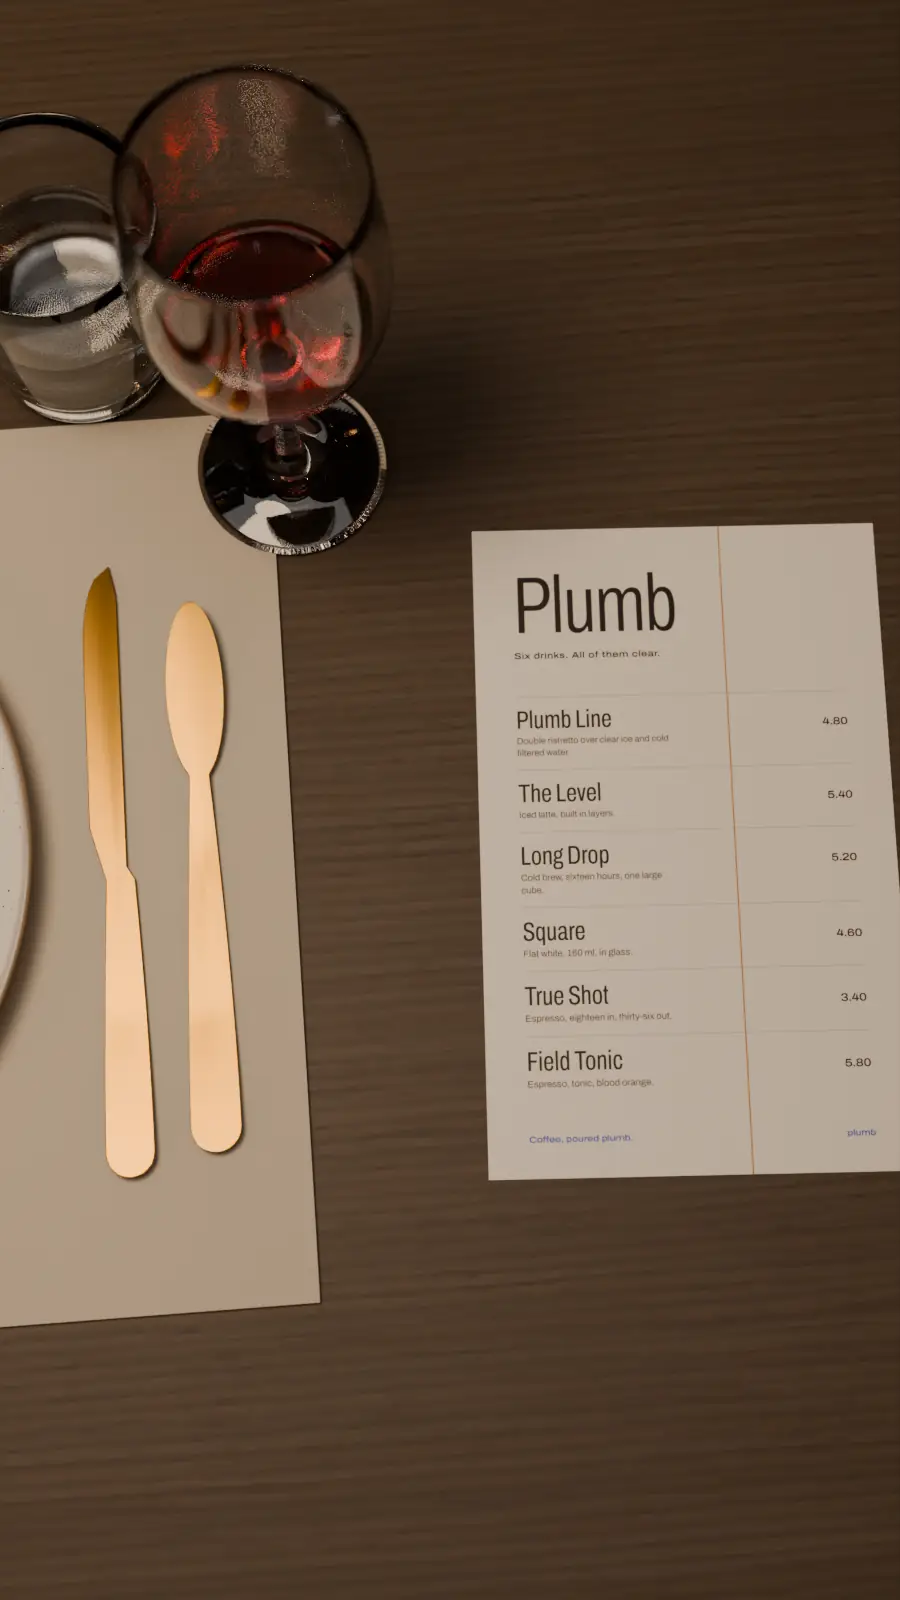 Plumb
Six drinks. All of them clear.
Plumb Line 4.80
Double ristretto over clear ice and cold
filtered water.
The Level 5.40
Iced latte, built in layers.
Long Drop 5.20
Cold brew, sixteen hours, one large
cube.
Square 4.60
Flat white, 160 ml, in glass.
True Shot 3.40
Espresso, eighteen in, thirty-six out.
Field Tonic 5.80
Espresso, tonic, blood orange.
Coffee, poured plumb. plumb